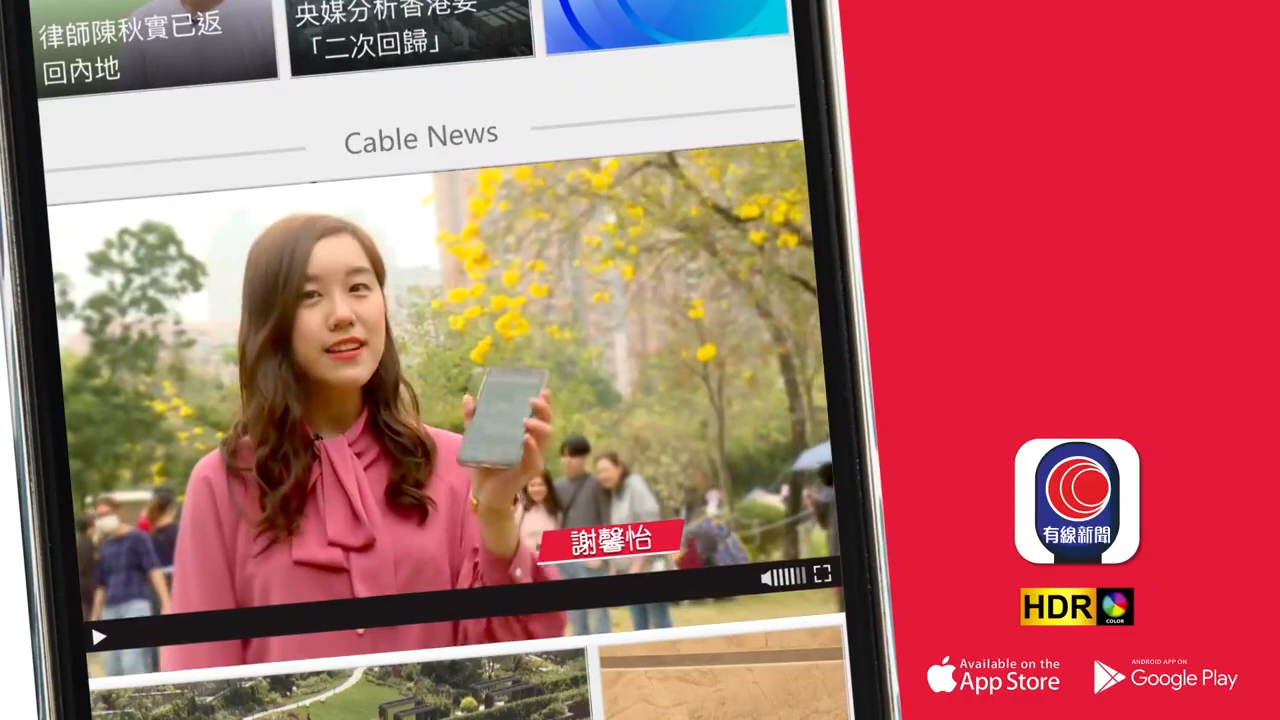 律師陳秋實已返
回內地
央媒分析香港要
「二次回歸」
Cable News
謝馨怡
有線新聞
HDR
COLOR
Available on the
App Store
ANDROID APP ON
Google Play